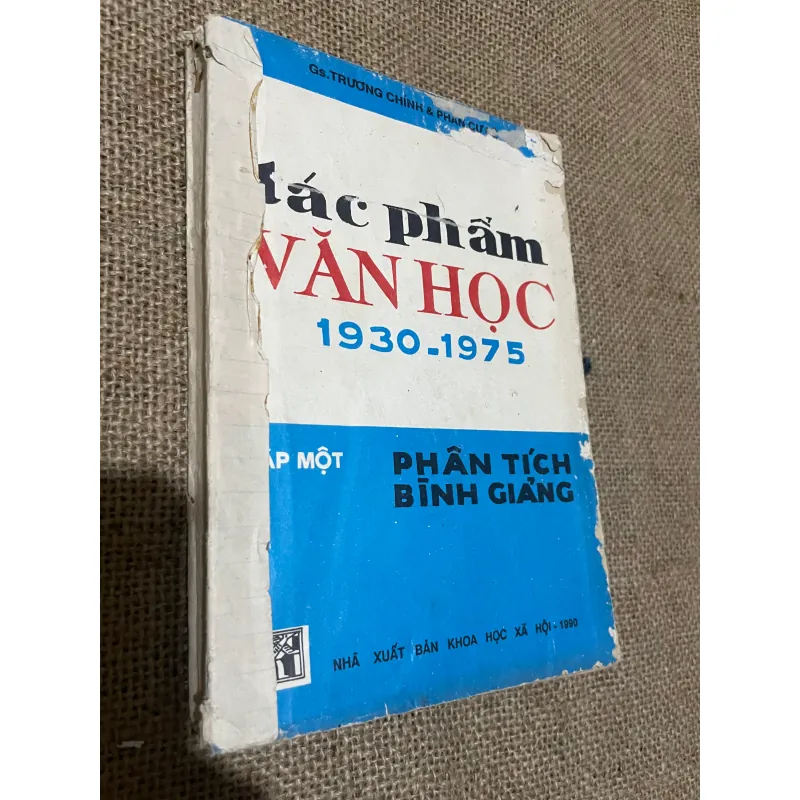 Gs.TRƯƠNG CHÍNH & PHAN CỰ
tác phẩm
VĂN HỌC
1930-1975
ẬP MỘT
PHÂN TÍCH
BÌNH GIẢNG
NHÀ XUẤT BẢN KHOA HỌC XÃ HỘI - 1990